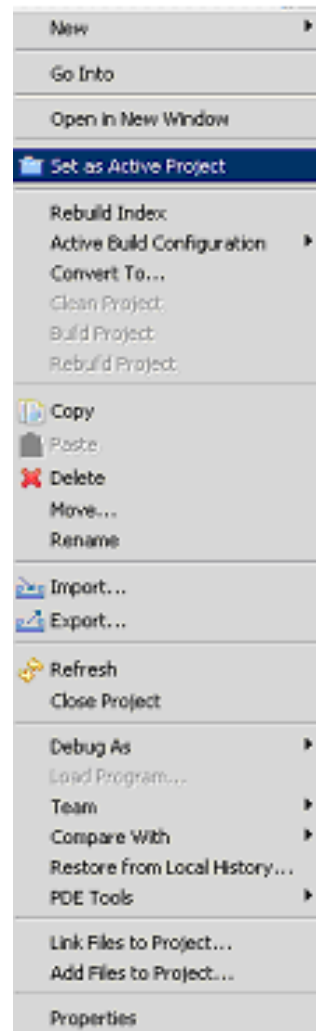 New
Go Into
Open in New Window
Set as Active Project
Rebuild Index
Active Build Configuration
Convert To...
Clean Project
Build Project
Rebuild Project
Copy
Paste
Delete
Move...
Rename
Import...
Export...
Refresh
Close Project
Debug As
Load Program...
Team
Compare With
Restore from Local History...
PDE Tools
Link Files to Project...
Add Files to Project...
Properties